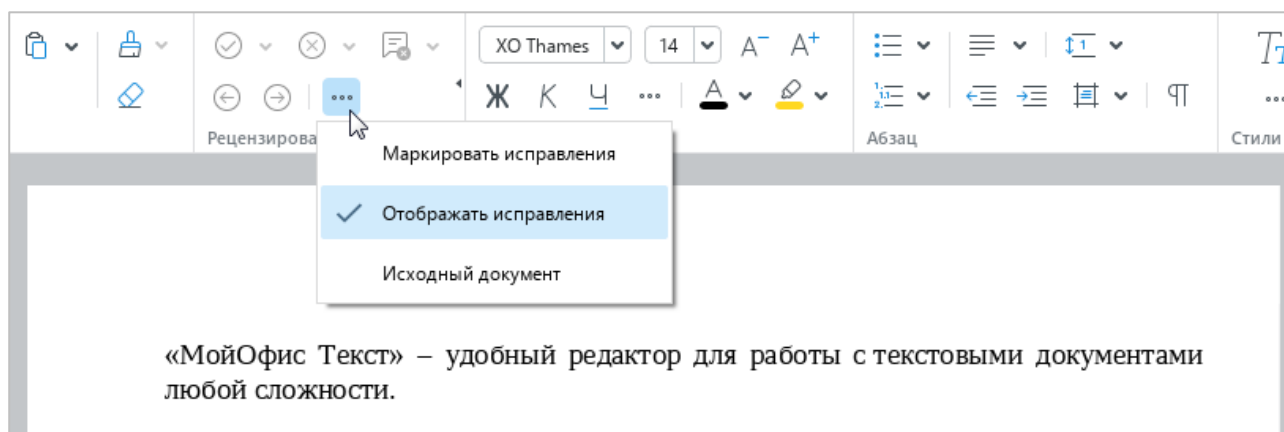 XO Thames 14
Ж К Ч
Рецензирова
Абзац
Стили
Маркировать исправления
Отображать исправления
Исходный документ
«МойОфис Текст» – удобный редактор для работы с текстовыми документами
любой сложности.